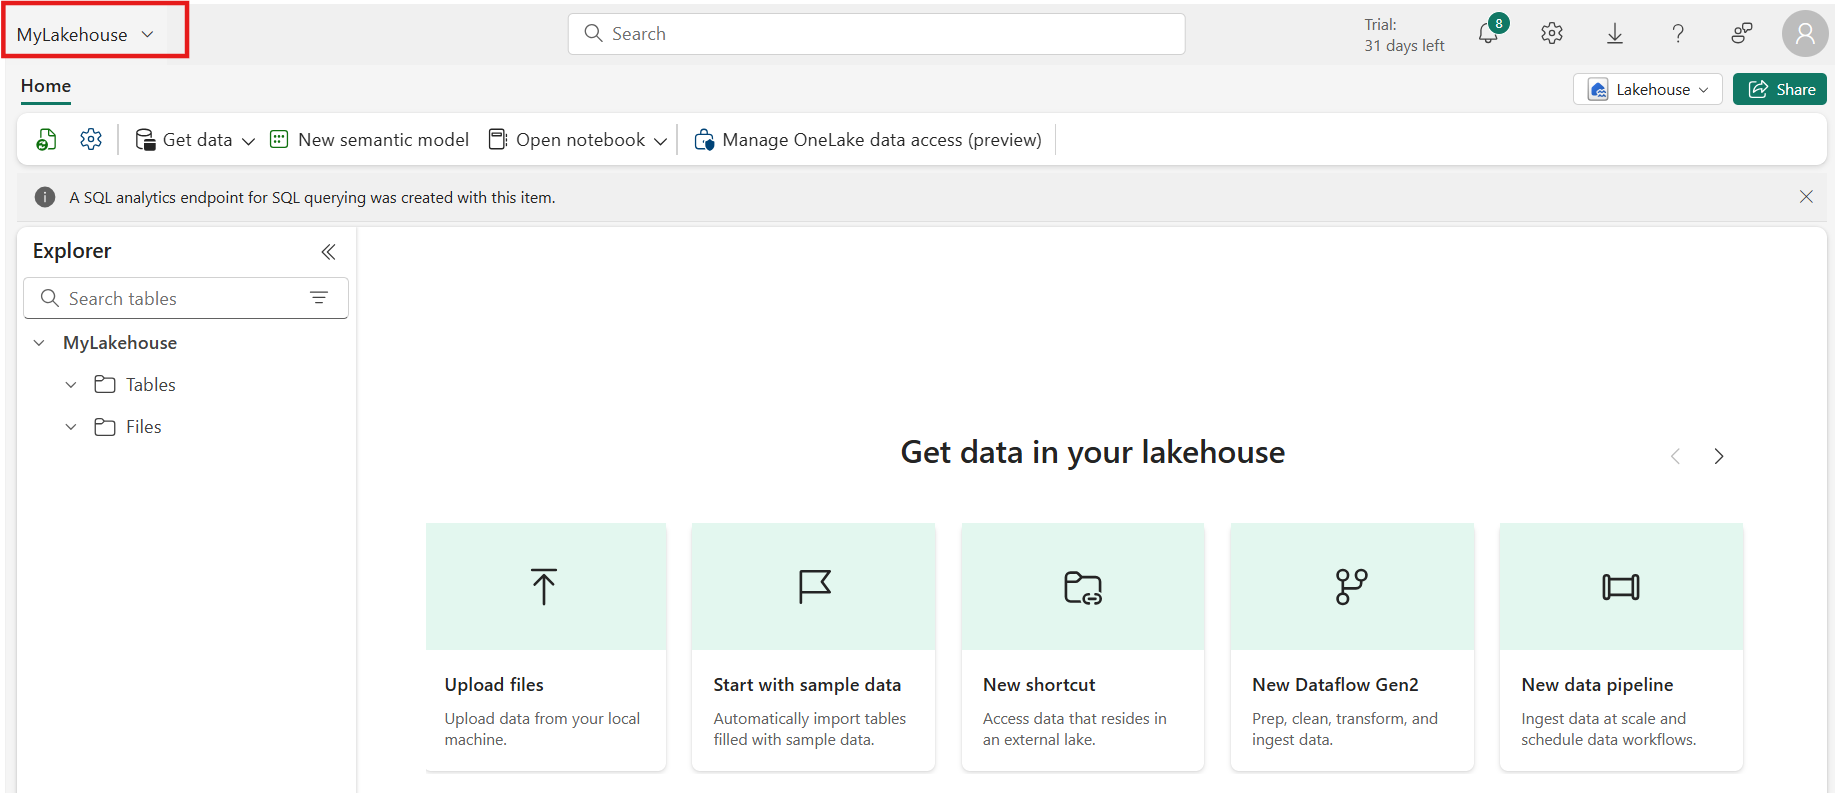 MyLakehouse
Search
Trial:
31 days left
8
Home
Lakehouse
Share
Get data
New semantic model
Open notebook
Manage OneLake data access (preview)
A SQL analytics endpoint for SQL querying was created with this item.
Explorer
Search tables
MyLakehouse
Tables
Files
Get data in your lakehouse
Upload files
Upload data from your local
machine.
Start with sample data
Automatically import tables
filled with sample data.
New shortcut
Access data that resides in
an external lake.
New Dataflow Gen2
Prep, clean, transform, and
ingest data.
New data pipeline
Ingest data at scale and
schedule data workflows.